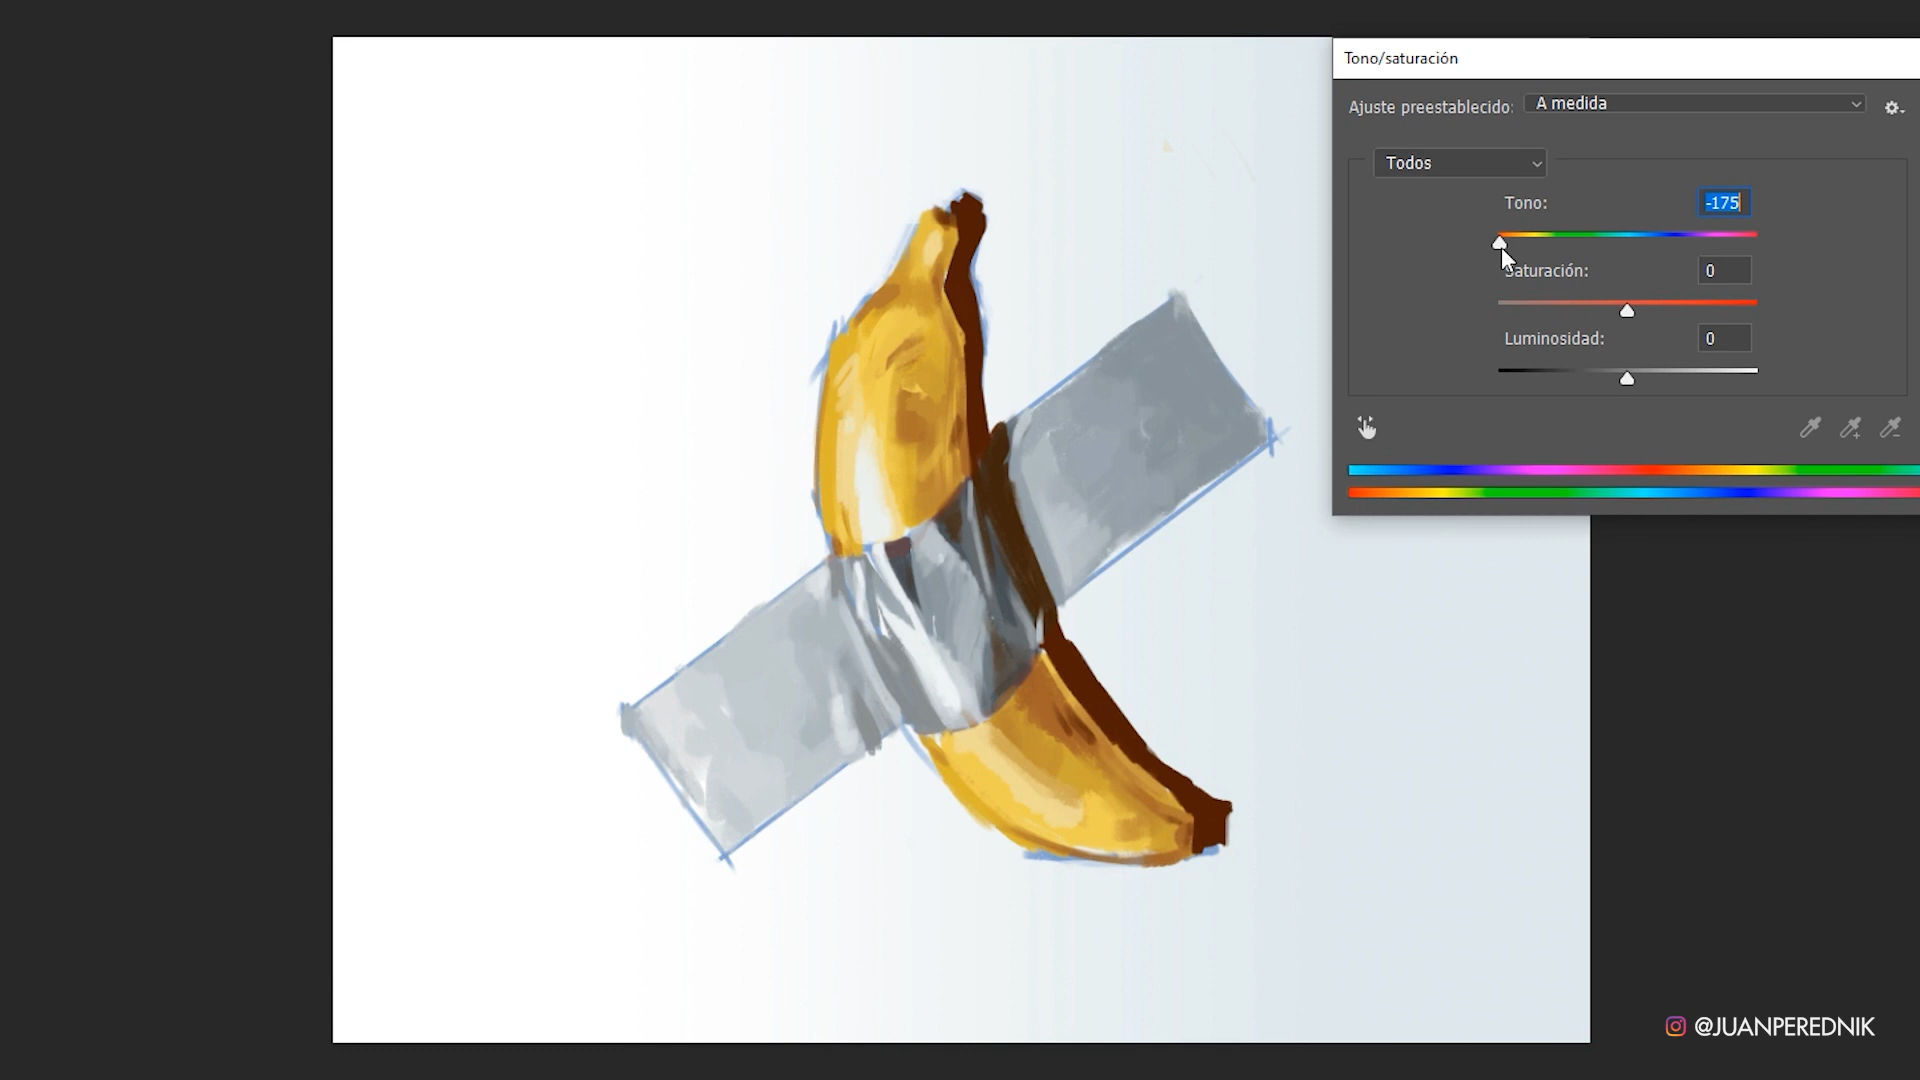 Tono/saturación
Ajuste preestablecido: A medida
Todos
Tono: -175
Saturación: 0
Luminosidad: 0
@JUANPEREDNIK